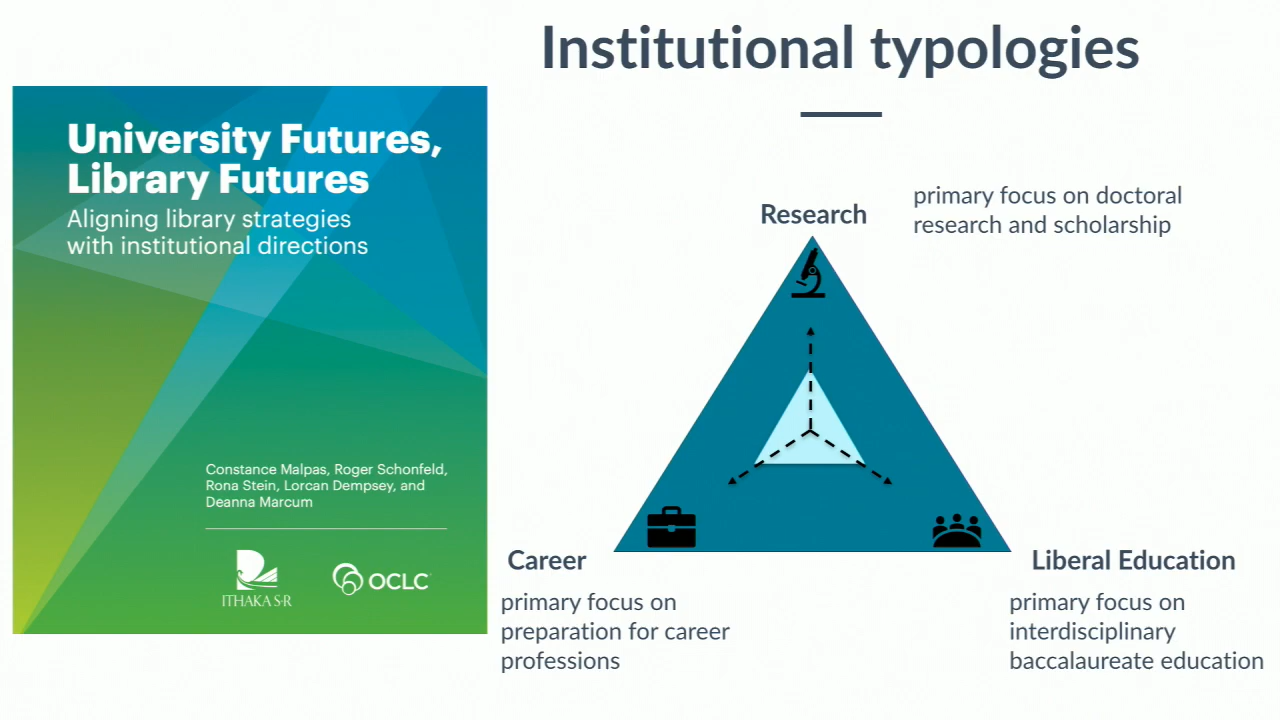 Institutional typologies
University Futures,
Library Futures
Aligning library strategies
with institutional directions
Constance Malpas, Roger Schonfeld,
Rona Stein, Lorcan Dempsey, and
Deanna Marcum
ITHAKA S+R
OCLC
Research
primary focus on doctoral
research and scholarship
Career
primary focus on
preparation for career
professions
Liberal Education
primary focus on
interdisciplinary
baccalaureate education